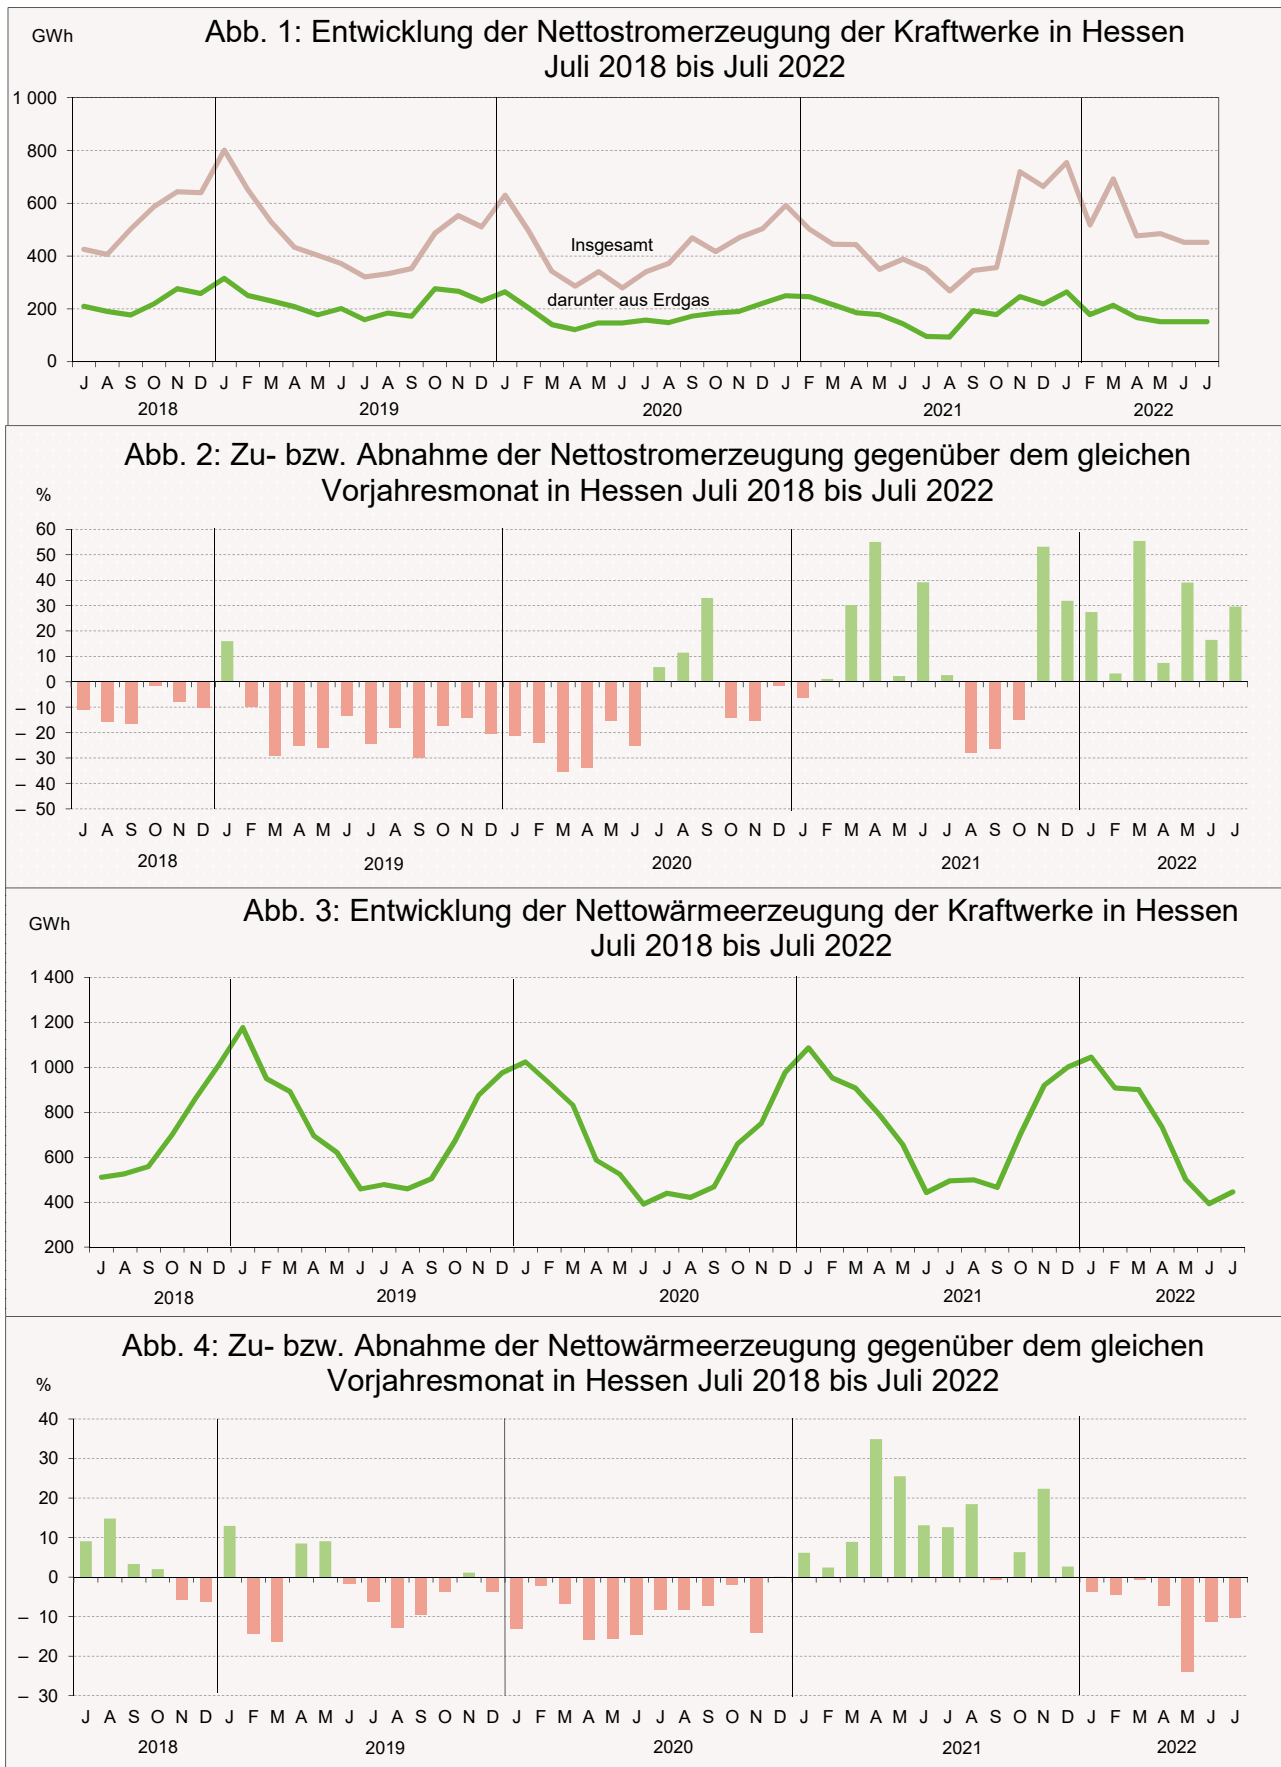 Abb. 1: Entwicklung der Nettostromerzeugung der Kraftwerke in Hessen
Juli 2018 bis Juli 2022
GWh
1 000
800
600
400
200
0
Insgesamt
darunter aus Erdgas
J A S O N D J F M A M J J A S O N D J F M A M J J A S O N D J F M A M J J A S O N D J F M A M J J
2018 2019 2020 2021 2022
Abb. 2: Zu- bzw. Abnahme der Nettostromerzeugung gegenüber dem gleichen
Vorjahresmonat in Hessen Juli 2018 bis Juli 2022
%
60
50
40
30
20
10
0
– 10
– 20
– 30
– 40
– 50
J A S O N D J F M A M J J A S O N D J F M A M J J A S O N D J F M A M J J A S O N D J F M A M J J
2018 2019 2020 2021 2022
Abb. 3: Entwicklung der Nettowärmeerzeugung der Kraftwerke in Hessen
Juli 2018 bis Juli 2022
GWh
1 400
1 200
1 000
800
600
400
200
J A S O N D J F M A M J J A S O N D J F M A M J J A S O N D J F M A M J J A S O N D J F M A M J J
2018 2019 2020 2021 2022
Abb. 4: Zu- bzw. Abnahme der Nettowärmeerzeugung gegenüber dem gleichen
Vorjahresmonat in Hessen Juli 2018 bis Juli 2022
%
40
30
20
10
0
– 10
– 20
– 30
J A S O N D J F M A M J J A S O N D J F M A M J J A S O N D J F M A M J J A S O N D J F M A M J J
2018 2019 2020 2021 2022